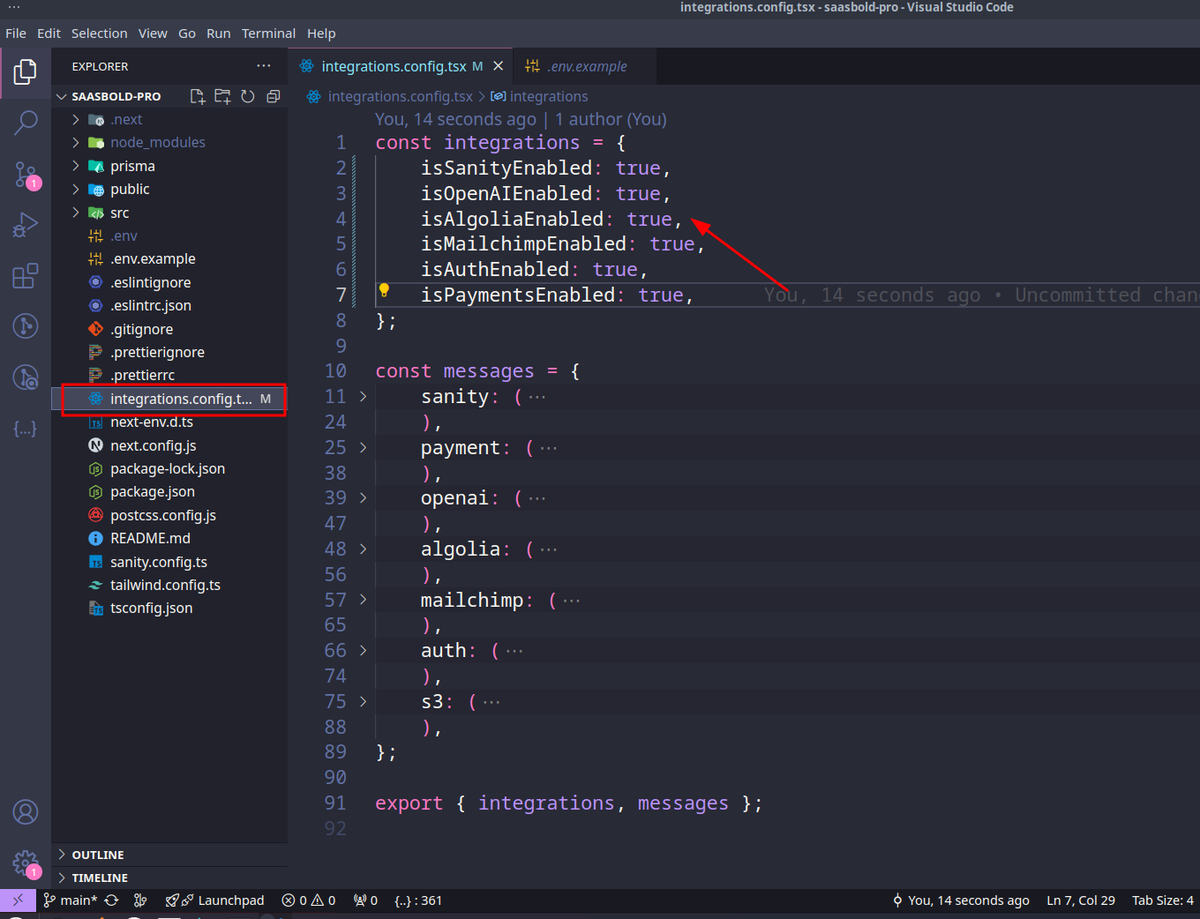 integrations.config.tsx - saasbold-pro - Visual Studio Code
File Edit Selection View Go Run Terminal Help
EXPLORER ···
integrations.config.tsx M
.env.example
SAASBOLD-PRO
integrations.config.tsx > integrations
.next
node_modules
prisma
public
src
.env
.env.example
.eslintignore
.eslintrc.json
.gitignore
.prettierignore
.prettierrc
integrations.config.t... M
next-env.d.ts
next.config.js
package-lock.json
package.json
postcss.config.js
README.md
sanity.config.ts
tailwind.config.ts
tsconfig.json
OUTLINE
TIMELINE
1
1
You, 14 seconds ago | 1 author (You)
1 const integrations = {
2 isSanityEnabled: true,
3 isOpenAIEnabled: true,
4 isAlgoliaEnabled: true,
5 isMailchimpEnabled: true,
6 isAuthEnabled: true,
7 isPaymentsEnabled: true, You, 14 seconds ago • Uncommitted chan
8 };
9
10 const messages = {
11 > sanity: ( ···
24 ),
25 > payment: ( ···
38 ),
39 > openai: ( ···
47 ),
48 > algolia: ( ···
56 ),
57 > mailchimp: ( ···
65 ),
66 > auth: ( ···
74 ),
75 > s3: ( ···
88 ),
89 };
90
91 export { integrations, messages };
92
main* Launchpad 0 0 0 {..} : 361 You, 14 seconds ago Ln 7, Col 29 Tab Size: 4